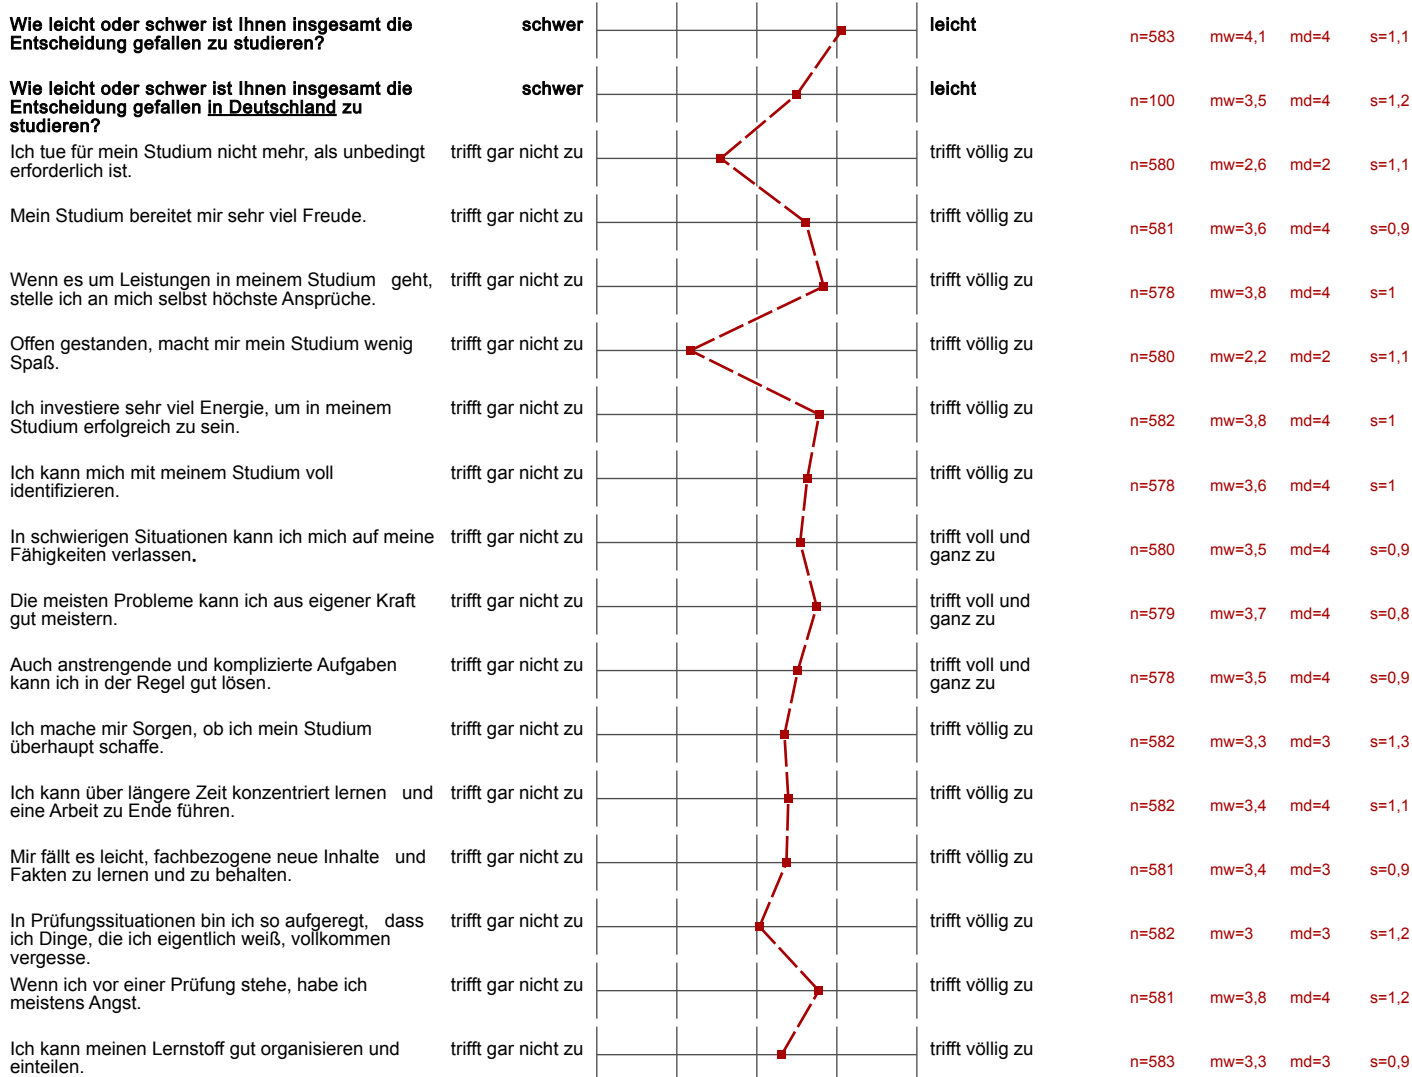 Wie leicht oder schwer ist Ihnen insgesamt die
Entscheidung gefallen zu studieren?
schwer
leicht
n=583 mw=4,1 md=4 s=1,1
Wie leicht oder schwer ist Ihnen insgesamt die
Entscheidung gefallen in Deutschland zu
studieren?
schwer
leicht
n=100 mw=3,5 md=4 s=1,2
Ich tue für mein Studium nicht mehr, als unbedingt
erforderlich ist.
trifft gar nicht zu
trifft völlig zu
n=580 mw=2,6 md=2 s=1,1
Mein Studium bereitet mir sehr viel Freude.
trifft gar nicht zu
trifft völlig zu
n=581 mw=3,6 md=4 s=0,9
Wenn es um Leistungen in meinem Studium geht,
stelle ich an mich selbst höchste Ansprüche.
trifft gar nicht zu
trifft völlig zu
n=578 mw=3,8 md=4 s=1
Offen gestanden, macht mir mein Studium wenig
Spaß.
trifft gar nicht zu
trifft völlig zu
n=580 mw=2,2 md=2 s=1,1
Ich investiere sehr viel Energie, um in meinem
Studium erfolgreich zu sein.
trifft gar nicht zu
trifft völlig zu
n=582 mw=3,8 md=4 s=1
Ich kann mich mit meinem Studium voll
identifizieren.
trifft gar nicht zu
trifft völlig zu
n=578 mw=3,6 md=4 s=1
In schwierigen Situationen kann ich mich auf meine
Fähigkeiten verlassen.
trifft gar nicht zu
trifft voll und
ganz zu
n=580 mw=3,5 md=4 s=0,9
Die meisten Probleme kann ich aus eigener Kraft
gut meistern.
trifft gar nicht zu
trifft voll und
ganz zu
n=579 mw=3,7 md=4 s=0,8
Auch anstrengende und komplizierte Aufgaben
kann ich in der Regel gut lösen.
trifft gar nicht zu
trifft voll und
ganz zu
n=578 mw=3,5 md=4 s=0,9
Ich mache mir Sorgen, ob ich mein Studium
überhaupt schaffe.
trifft gar nicht zu
trifft völlig zu
n=582 mw=3,3 md=3 s=1,3
Ich kann über längere Zeit konzentriert lernen und
eine Arbeit zu Ende führen.
trifft gar nicht zu
trifft völlig zu
n=582 mw=3,4 md=4 s=1,1
Mir fällt es leicht, fachbezogene neue Inhalte und
Fakten zu lernen und zu behalten.
trifft gar nicht zu
trifft völlig zu
n=581 mw=3,4 md=3 s=0,9
In Prüfungssituationen bin ich so aufgeregt, dass
ich Dinge, die ich eigentlich weiß, vollkommen
vergesse.
trifft gar nicht zu
trifft völlig zu
n=582 mw=3 md=3 s=1,2
Wenn ich vor einer Prüfung stehe, habe ich
meistens Angst.
trifft gar nicht zu
trifft völlig zu
n=581 mw=3,8 md=4 s=1,2
Ich kann meinen Lernstoff gut organisieren und
einteilen.
trifft gar nicht zu
trifft völlig zu
n=583 mw=3,3 md=3 s=0,9